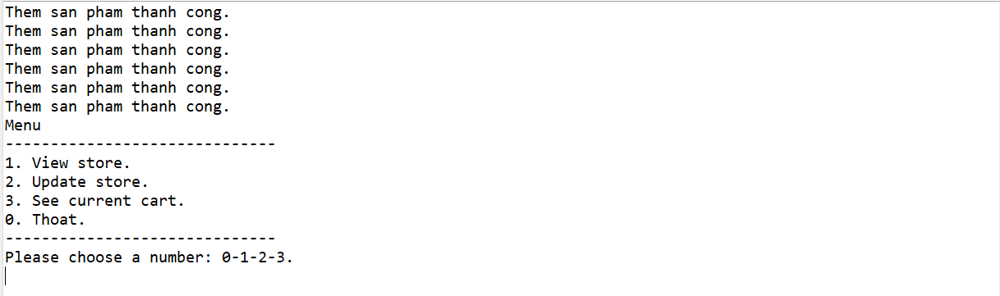 Them san pham thanh cong.
Them san pham thanh cong.
Them san pham thanh cong.
Them san pham thanh cong.
Them san pham thanh cong.
Them san pham thanh cong.
Menu
------------------------------
1. View store.
2. Update store.
3. See current cart.
0. Thoat.
------------------------------
Please choose a number: 0-1-2-3.